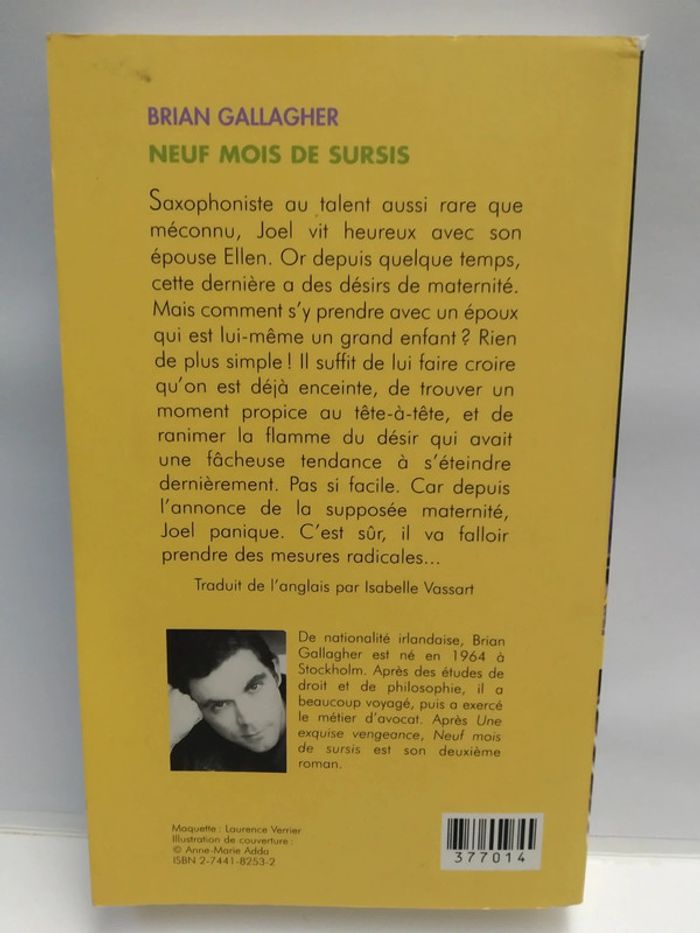 BRIAN GALLAGHER
NEUF MOIS DE SURSIS
Saxophoniste au talent aussi rare que
méconnu, Joel vit heureux avec son
épouse Ellen. Or depuis quelque temps,
cette dernière a des désirs de maternité.
Mais comment s'y prendre avec un époux
qui est lui-même un grand enfant ? Rien
de plus simple ! Il suffit de lui faire croire
qu'on est déjà enceinte, de trouver un
moment propice au tête-à-tête, et de
ranimer la flamme du désir qui avait
une fâcheuse tendance à s'éteindre
dernièrement. Pas si facile. Car depuis
l'annonce de la supposée maternité,
Joel panique. C'est sûr, il va falloir
prendre des mesures radicales...
Traduit de l'anglais par Isabelle Vassart
De nationalité irlandaise, Brian
Gallagher est né en 1964 à
Stockholm. Après des études de
droit et de philosophie, il a
beaucoup voyagé, puis a exercé
le métier d'avocat. Après Une
exquise vengeance, Neuf mois
de sursis est son deuxième
roman.
Maquette : Laurence Verrier
Illustration de couverture :
© Anne-Marie Adda
ISBN 2-7441-8253-2
377014